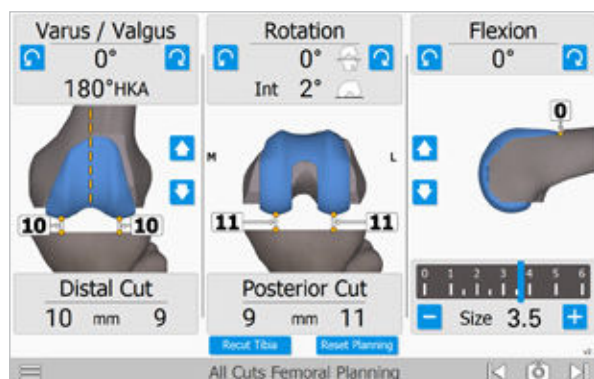 Varus / Valgus
0°
180°HKA
10 10
Distal Cut
10 mm 9
Rotation
0°
Int 2°
M L
11 11
Posterior Cut
9 mm 11
Recut Tibia Reset Planning
Flexion
0°
0
0 1 2 3 4 5 6
- Size 3.5 +
All Cuts Femoral Planning